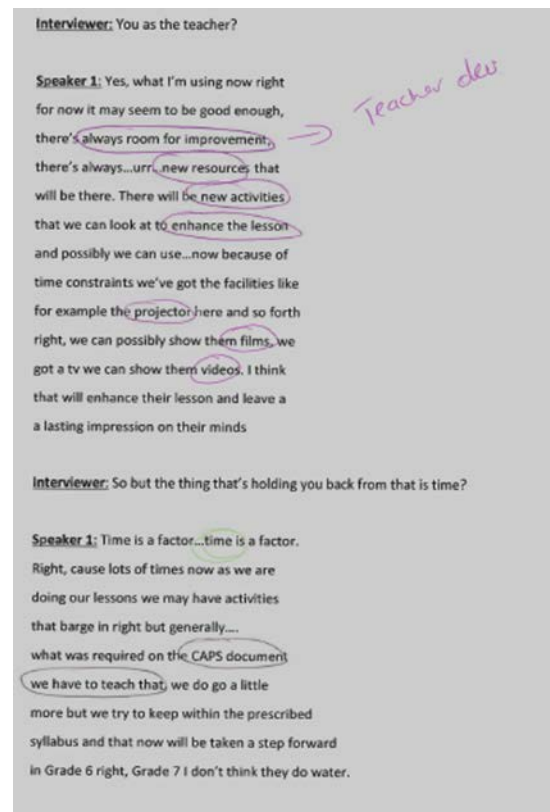 Interviewer: You as the teacher?
Speaker 1: Yes, what I'm using now right
for now it may seem to be good enough,
there's always room for improvement,
Teacher dev
there's always...urr. new resources that
will be there. There will be new activities
that we can look at to enhance the lesson
and possibly we can use...now because of
time constraints we've got the facilities like
for example the projector here and so forth
right, we can possibly show them films, we
got a tv we can show them videos. I think
that will enhance their lesson and leave a
a lasting impression on their minds
Interviewer: So but the thing that's holding you back from that is time?
Speaker 1: Time is a factor...time is a factor.
Right, cause lots of times now as we are
doing our lessons we may have activities
that barge in right but generally....
what was required on the CAPS document
we have to teach that, we do go a little
more but we try to keep within the prescribed
syllabus and that now will be taken a step forward
in Grade 6 right, Grade 7 I don't think they do water.